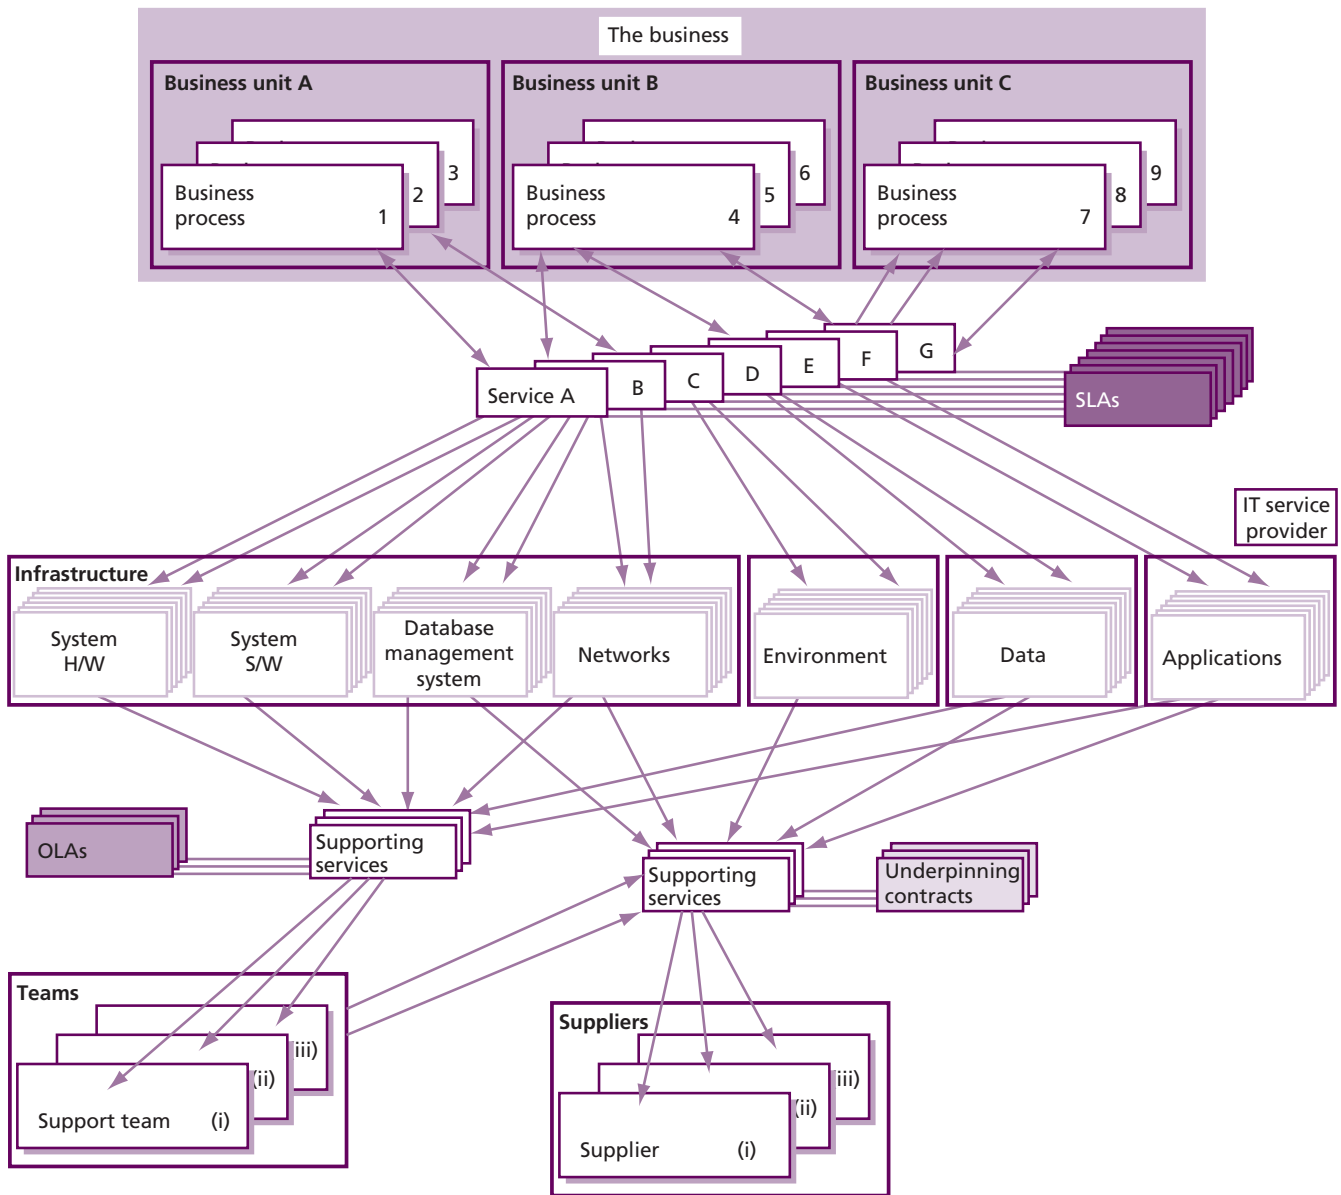 The business
Business unit A
Business unit B
Business unit C
3
6
9
2
5
8
Business
process 1
Business
process 4
Business
process 7
G
F
E
D
C
B
Service A
SLAs
IT service
provider
Infrastructure
System
H/W
System
S/W
Database
management
system
Networks
Environment
Data
Applications
OLAs
Supporting
services
Supporting
services
Underpinning
contracts
Teams
(iii)
(ii)
Support team (i)
Suppliers
(iii)
(ii)
Supplier (i)